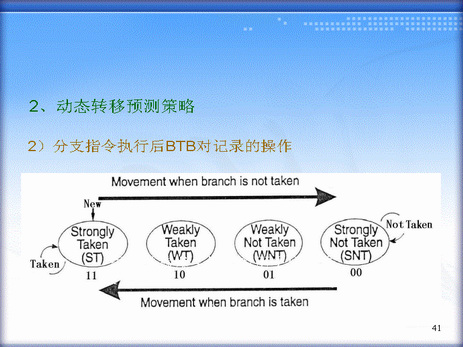 2、动态转移预测策略
2）分支指令执行后BTB对记录的操作
Movement when branch is not taken
New
Strongly Taken (ST)
Weakly Taken (WT)
Weakly Not Taken (WNT)
Strongly Not Taken (SNT)
Not Taken
Taken
11
10
01
00
Movement when branch is taken
41